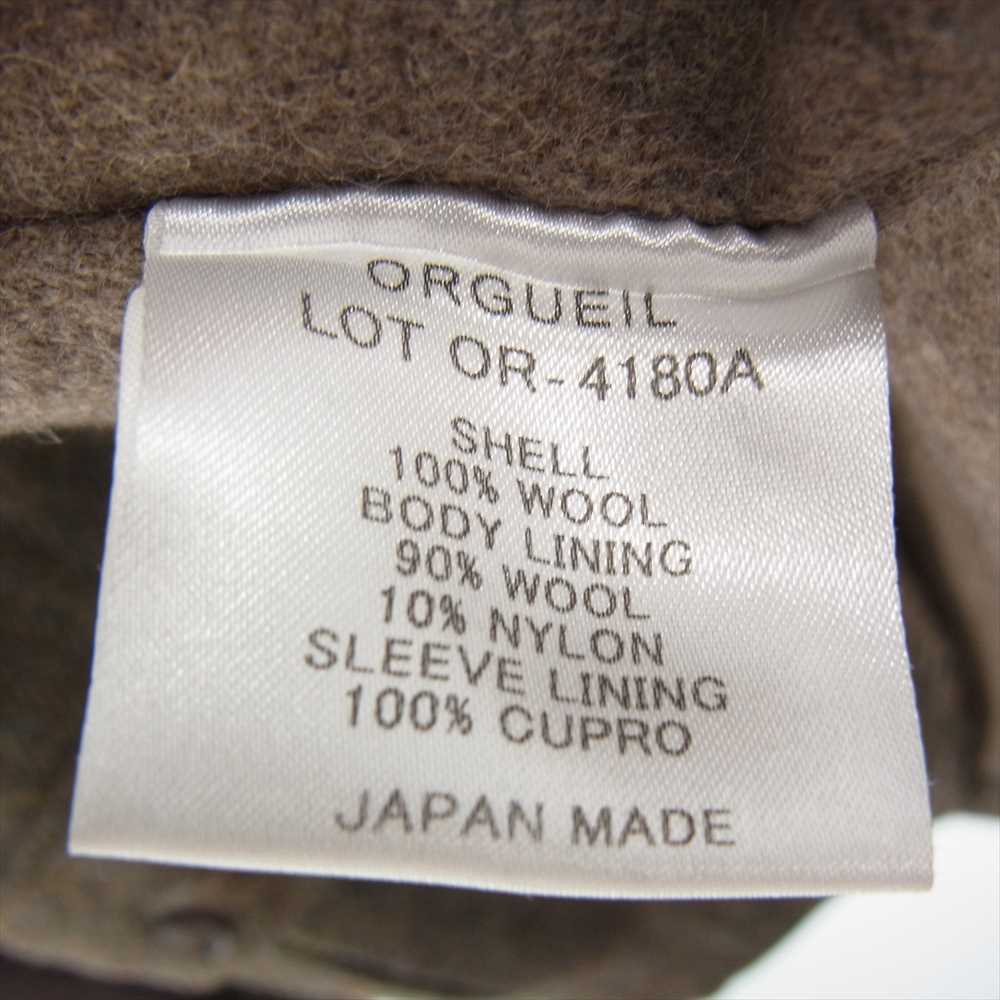 ORGUEIL
LOT OR-4180A
SHELL
100% WOOL
BODY LINING
90% WOOL
10% NYLON
SLEEVE LINING
100% CUPRO
JAPAN MADE